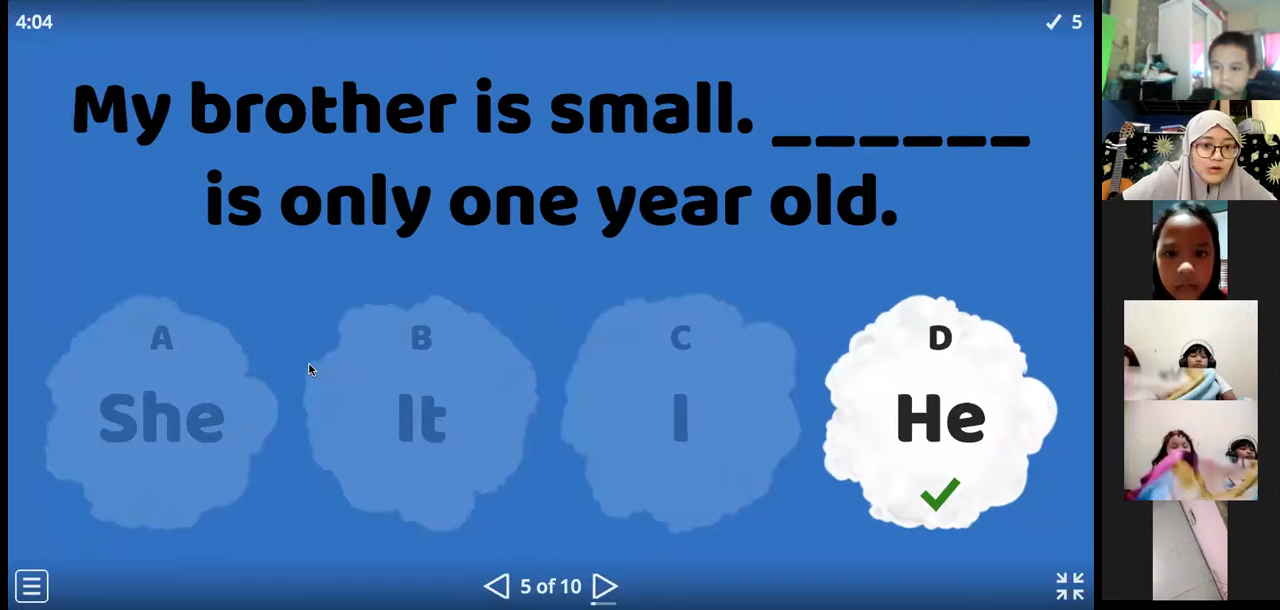 4:04
✓ 5
My brother is small. ______
is only one year old.
A
She
B
It
C
I
D
He
5 of 10